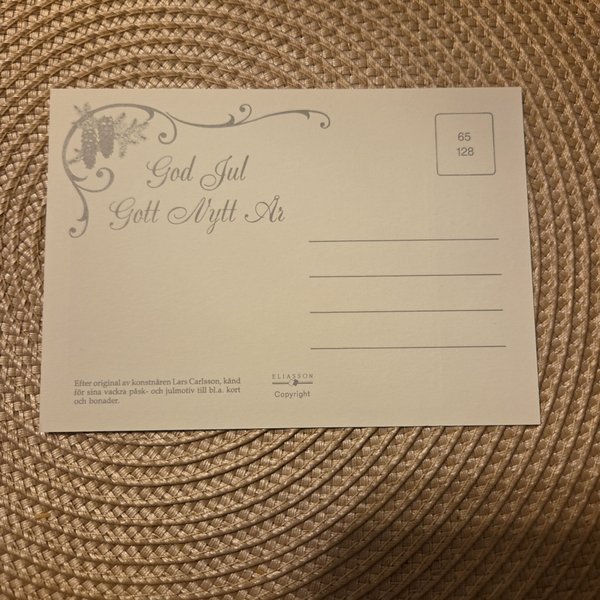 God Jul
Gott Nytt År
65
128
Efter original av konstnären Lars Carlsson, känd
för sina vackra påsk- och julmotiv till bl.a. kort
och bonader.
ELIASSON
Copyright